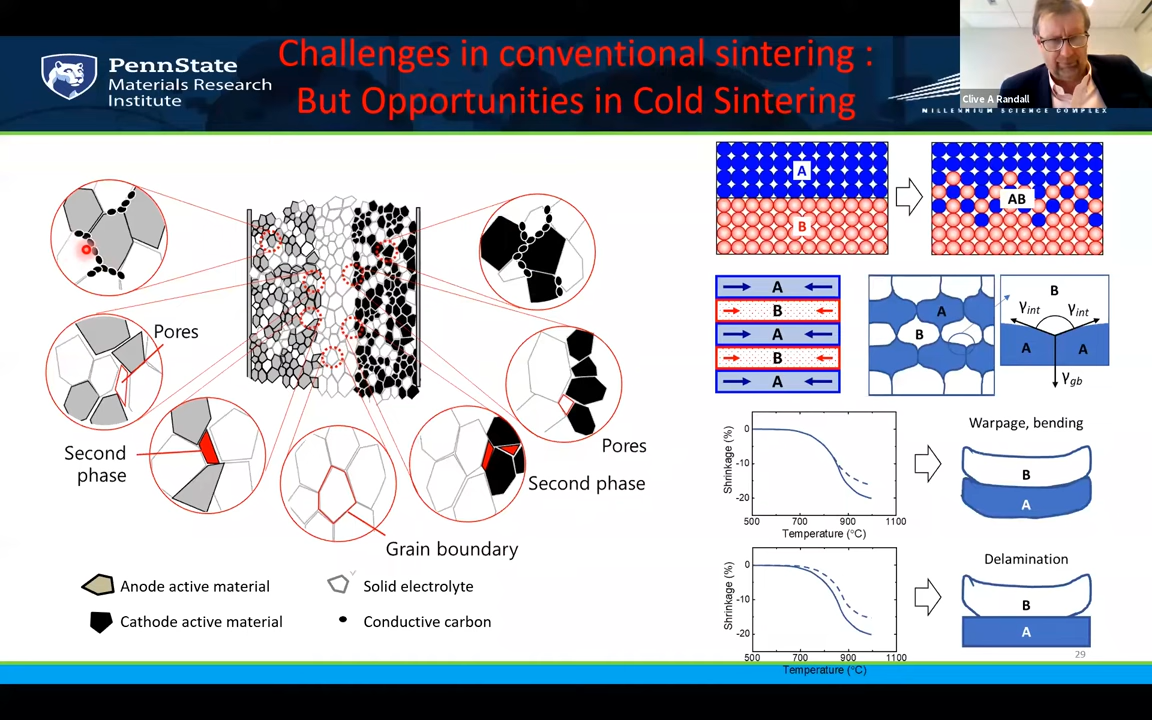 PennState
Materials Research
Institute
Challenges in conventional sintering :
But Opportunities in Cold Sintering
Clive A Randall
MILLENNIUM SCIENCE COMPLEX
Pores
Second
phase
Grain boundary
Second phase
Pores
Anode active material
Solid electrolyte
Cathode active material
Conductive carbon
A
B
AB
A
B
A
B
A
A
B
B
γint
γint
A
A
γgb
Shrinkage (%)
0
-10
-20
500
700
900
1100
Temperature (°C)
Warpage, bending
B
A
Shrinkage (%)
0
-10
-20
500
700
900
1100
Temperature (°C)
Delamination
B
A
29